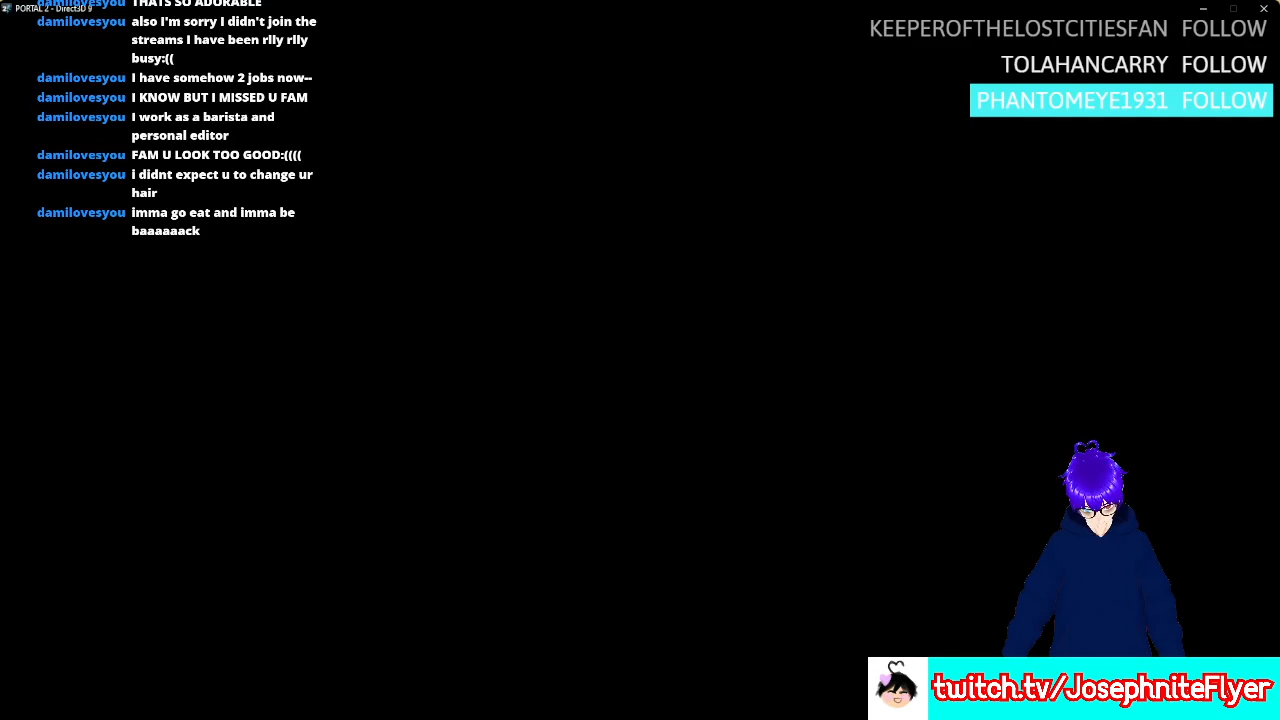 PORTAL 2 - Direct3D 9
damilovesyou THATS SO ADORABLE
damilovesyou also I'm sorry I didn't join the
streams I have been rlly rlly
busy:((
damilovesyou I have somehow 2 jobs now--
damilovesyou I KNOW BUT I MISSED U FAM
damilovesyou I work as a barista and
personal editor
damilovesyou FAM U LOOK TOO GOOD:((((
damilovesyou i didnt expect u to change ur
hair
damilovesyou imma go eat and imma be
baaaaaack
KEEPEROFTHELOSTCITIESFAN FOLLOW
TOLAHANCARRY FOLLOW
PHANTOMEYE1931 FOLLOW
twitch.tv/JosephniteFlyer